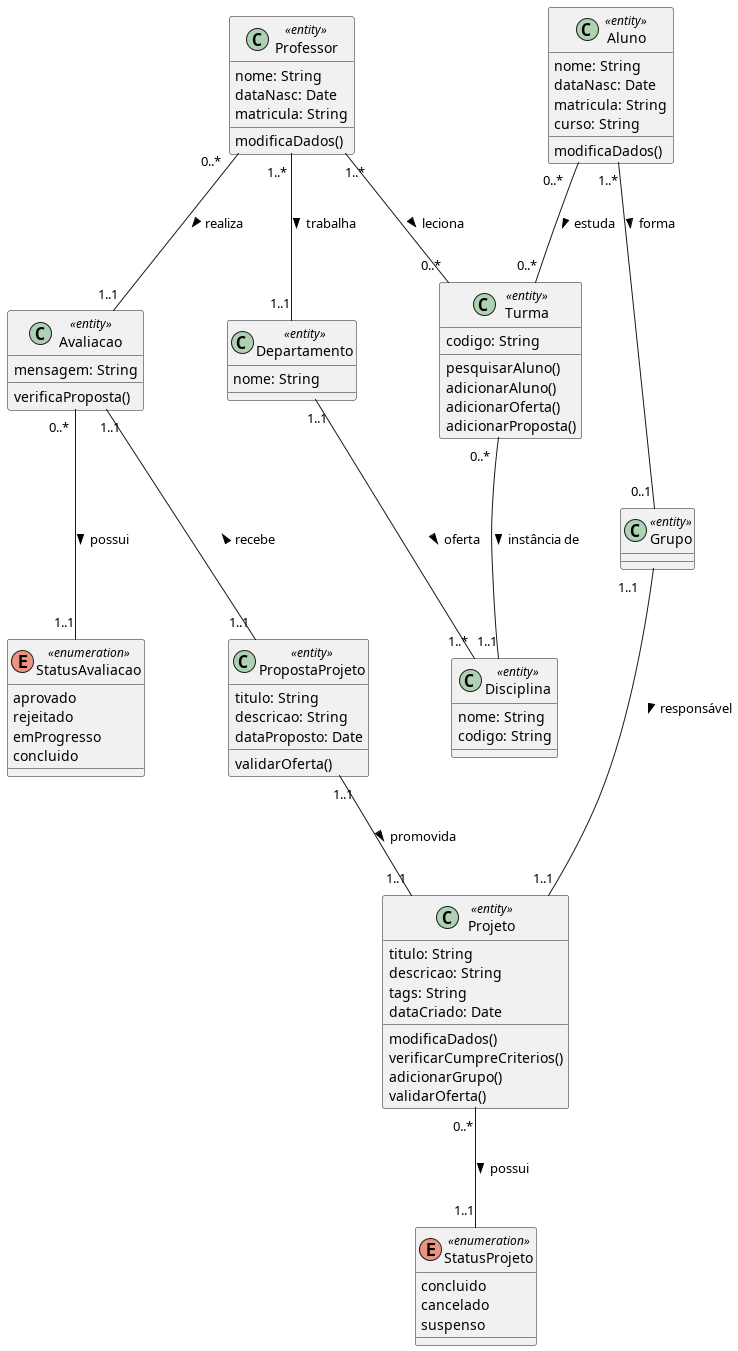 C «entity» Professor
nome: String
dataNasc: Date
matricula: String
modificaDados()
C «entity» Aluno
nome: String
dataNasc: Date
matricula: String
curso: String
modificaDados()
0..*
1..*
1..*
0..*
1..*
realiza
trabalha
leciona
estuda
forma
1..1
1..1
0..*
0..*
C «entity» Avaliacao
mensagem: String
verificaProposta()
C «entity» Departamento
nome: String
C «entity» Turma
codigo: String
pesquisarAluno()
adicionarAluno()
adicionarOferta()
adicionarProposta()
0..*
1..1
1..1
0..*
0..1
C «entity» Grupo
possui
recebe
oferta
instância de
1..1
1..1
1..1
1..*
1..1
E «enumeration» StatusAvaliacao
aprovado
rejeitado
emProgresso
concluido
C «entity» PropostaProjeto
titulo: String
descricao: String
dataProposto: Date
validarOferta()
C «entity» Disciplina
nome: String
codigo: String
responsável
1..1
promovida
1..1
1..1
C «entity» Projeto
titulo: String
descricao: String
tags: String
dataCriado: Date
modificaDados()
verificarCumpreCriterios()
adicionarGrupo()
validarOferta()
0..*
possui
1..1
E «enumeration» StatusProjeto
concluido
cancelado
suspenso